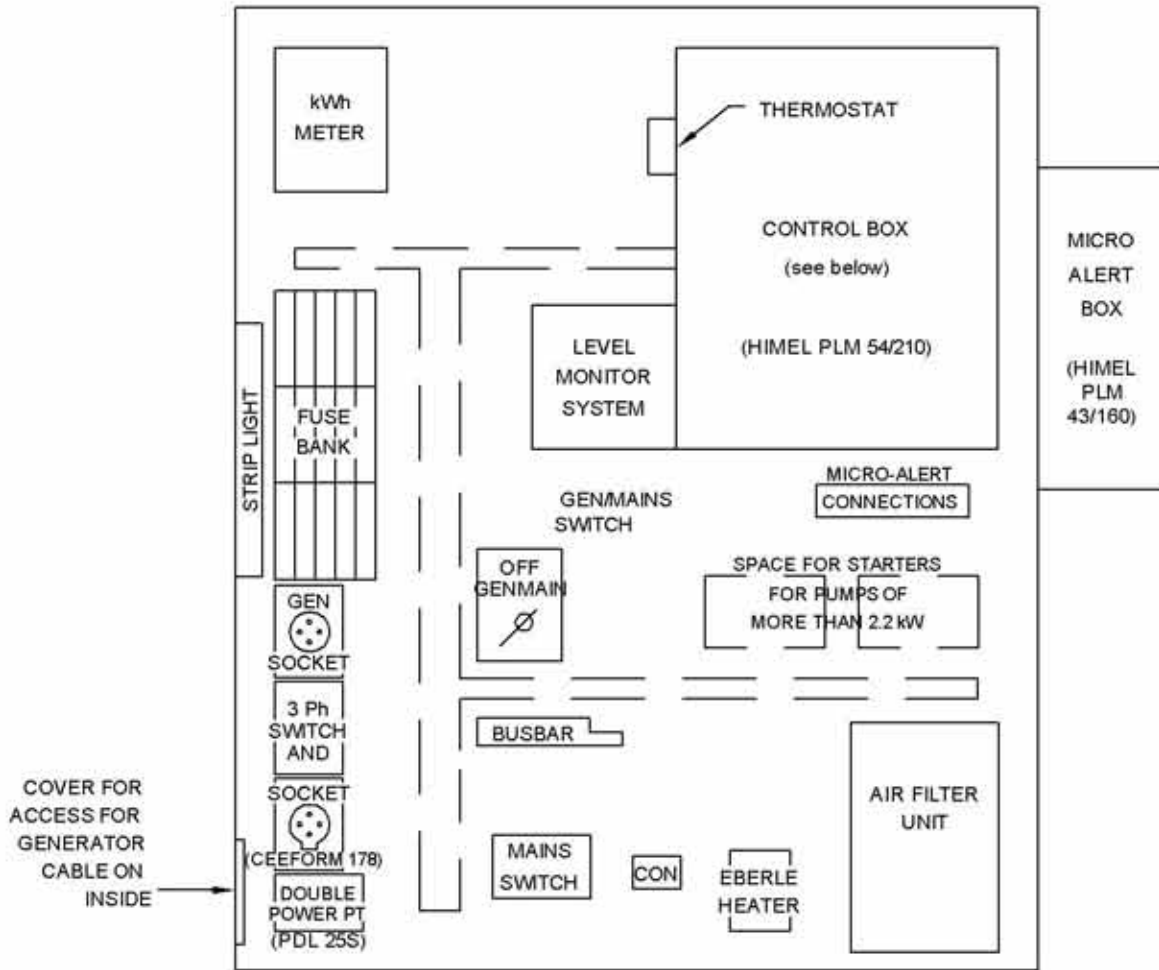 kWh
METER
THERMOSTAT
CONTROL BOX
(see below)
(HIMEL PLM 54/210)
MICRO
ALERT
BOX
(HIMEL
PLM
43/160)
LEVEL
MONITOR
SYSTEM
STRIP LIGHT
FUSE
BANK
MICRO-ALERT
CONNECTIONS
GEN/MAINS
SWITCH
OFF
GENMAIN
SPACE FOR STARTERS
FOR PUMPS OF
MORE THAN 2.2 kW
GEN
SOCKET
3 Ph
SWITCH
AND
SOCKET
(CEEFORM 178)
DOUBLE
POWER PT
(PDL 25S)
BUSBAR
COVER FOR
ACCESS FOR
GENERATOR
CABLE ON
INSIDE
MAINS
SWITCH
CON
EBERLE
HEATER
AIR FILTER
UNIT